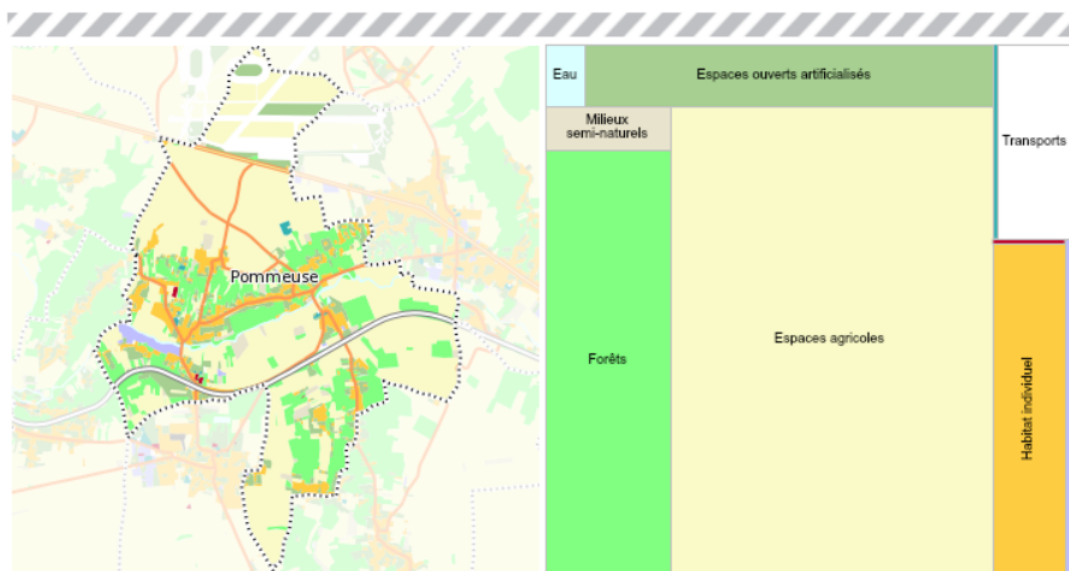 Pommeuse
Eau
Espaces ouverts artificialisés
Milieux
semi-naturels
Transports
Forêts
Espaces agricoles
Habitat individuel